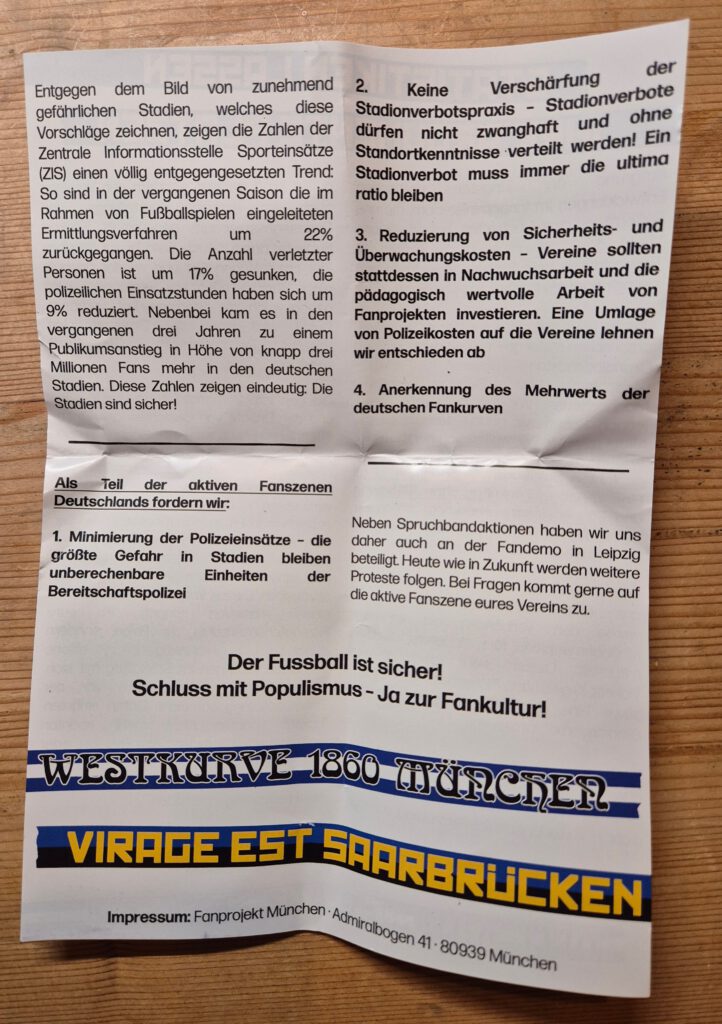 Entgegen dem Bild von zunehmend
gefährlichen Stadien, welches diese
Vorschläge zeichnen, zeigen die Zahlen der
Zentrale Informationsstelle Sporteinsätze
(ZIS) einen völlig entgegengesetzten Trend:
So sind in der vergangenen Saison die im
Rahmen von Fußballspielen eingeleiteten
Ermittlungsverfahren um 22%
zurückgegangen. Die Anzahl verletzter
Personen ist um 17% gesunken, die
polizeilichen Einsatzstunden haben sich um
9% reduziert. Nebenbei kam es in den
vergangenen drei Jahren zu einem
Publikumsanstieg in Höhe von knapp drei
Millionen Fans mehr in den deutschen
Stadien. Diese Zahlen zeigen eindeutig: Die
Stadien sind sicher!
Als Teil der aktiven Fanszenen
Deutschlands fordern wir:
1. Minimierung der Polizeieinsätze – die
größte Gefahr in Stadien bleiben
unberechenbare Einheiten der
Bereitschaftspolizei
2. Keine Verschärfung der
Stadionverbotspraxis – Stadionverbote
dürfen nicht zwanghaft und ohne
Standortkenntnisse verteilt werden! Ein
Stadionverbot muss immer die ultima
ratio bleiben
3. Reduzierung von Sicherheits- und
Überwachungskosten – Vereine sollten
stattdessen in Nachwuchsarbeit und die
pädagogisch wertvolle Arbeit von
Fanprojekten investieren. Eine Umlage
von Polizeikosten auf die Vereine lehnen
wir entschieden ab
4. Anerkennung des Mehrwerts der
deutschen Fankurven
Neben Spruchbandaktionen haben wir uns
daher auch an der Fandemo in Leipzig
beteiligt. Heute wie in Zukunft werden weitere
Proteste folgen. Bei Fragen kommt gerne auf
die aktive Fanszene eures Vereins zu.
Der Fussball ist sicher!
Schluss mit Populismus – Ja zur Fankultur!
WESTKURVE 1860 MÜNCHEN
VIRAGE EST SAARBRÜCKEN
Impressum: Fanprojekt München · Admiralbogen 41 · 80939 München